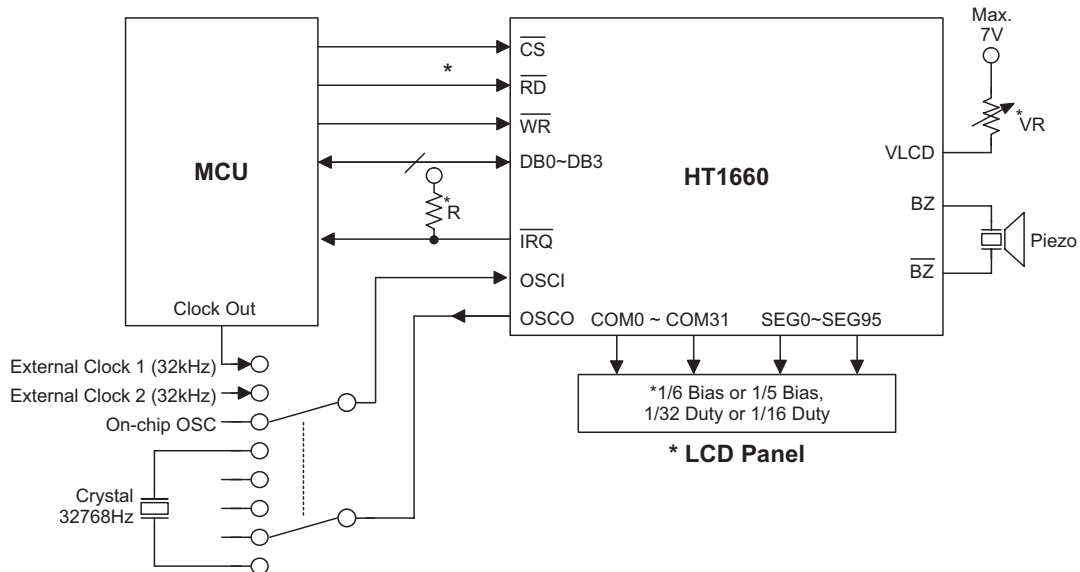 MCU
Clock Out
*
CS
RD
WR
DB0~DB3
*
R
IRQ
OSCI
OSCO
HT1660
COM0 ~ COM31
SEG0~SEG95
VLCD
BZ
BZ
Max.
7V
*VR
Piezo
External Clock 1 (32kHz)
External Clock 2 (32kHz)
On-chip OSC
Crystal
32768Hz
*1/6 Bias or 1/5 Bias,
1/32 Duty or 1/16 Duty
* LCD Panel